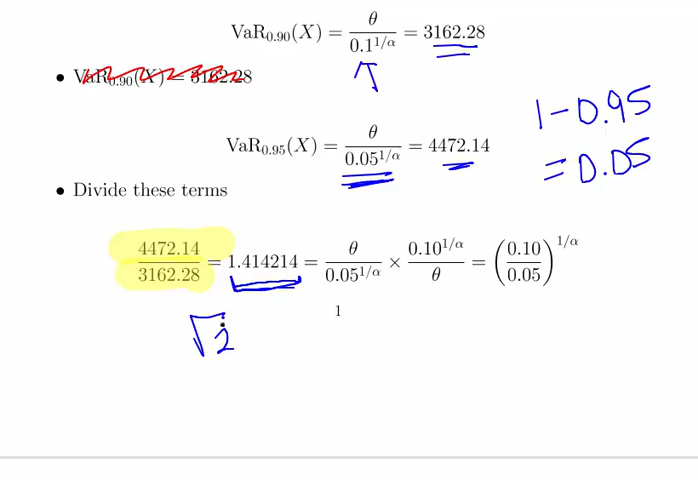 VaR₀.₉₀(X) = θ / 0.1^{1/α} = 3162.28
• VaR₀.₉₀(X) = 3162.28
1 - 0.95
VaR₀.₉₅(X) = θ / 0.05^{1/α} = 4472.14
= 0.05
• Divide these terms
4472.14 / 3162.28 = 1.414214 = θ / 0.05^{1/α} × 0.10^{1/α} / θ = (0.10 / 0.05)^{1/α}
1
√2